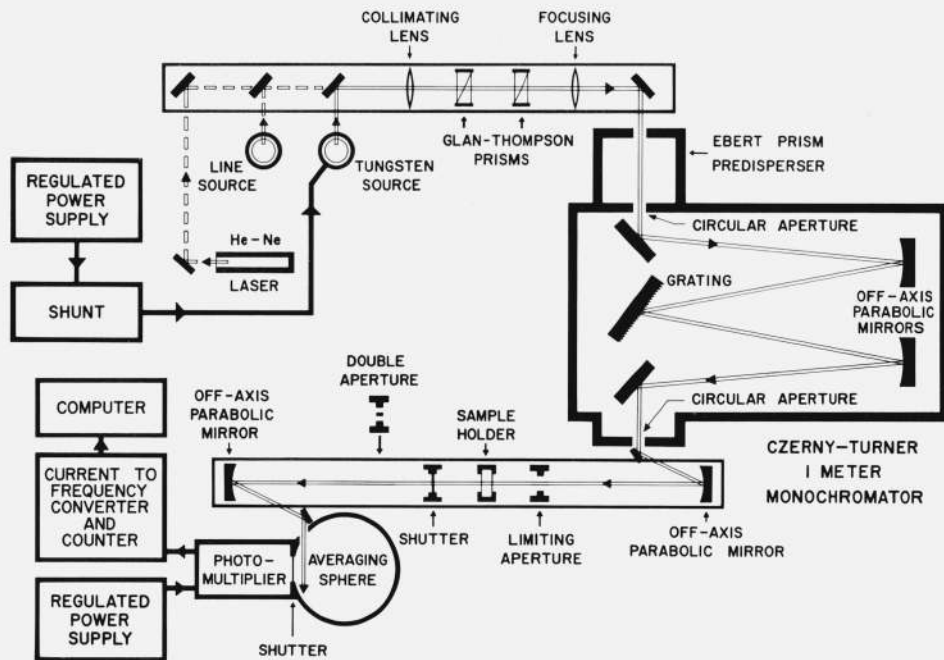 COLLIMATING
LENS
FOCUSING
LENS
GLAN-THOMPSON
PRISMS
LINE
SOURCE
TUNGSTEN
SOURCE
EBERT PRISM
PREDISPERSER
REGULATED
POWER
SUPPLY
He-Ne
LASER
SHUNT
CIRCULAR APERTURE
GRATING
OFF-AXIS
PARABOLIC
MIRRORS
CIRCULAR APERTURE
CZERNY-TURNER
I METER
MONOCHROMATOR
DOUBLE
APERTURE
OFF-AXIS
PARABOLIC
MIRROR
SAMPLE
HOLDER
COMPUTER
CURRENT TO
FREQUENCY
CONVERTER
AND
COUNTER
SHUTTER
LIMITING
APERTURE
OFF-AXIS
PARABOLIC MIRROR
PHOTO-
MULTIPLIER
AVERAGING
SPHERE
REGULATED
POWER
SUPPLY
SHUTTER